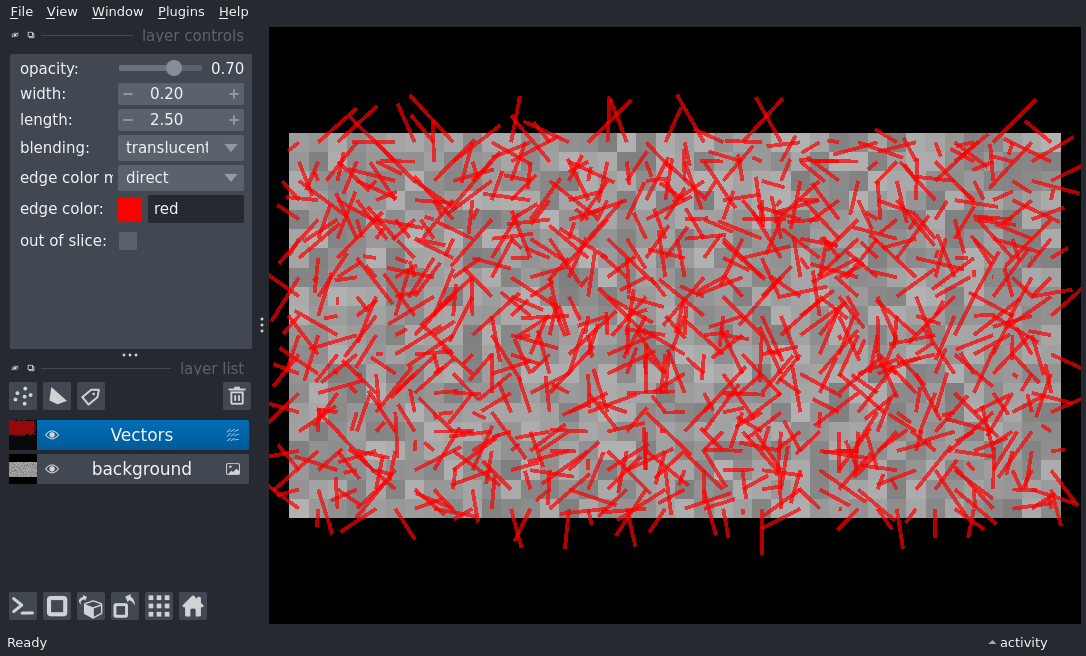 File View Window Plugins Help
layer controls
opacity: 0.70
width: − 0.20 +
length: − 2.50 +
blending: translucent
edge color m direct
edge color: red
out of slice:
layer list
Vectors
background
Ready
activity